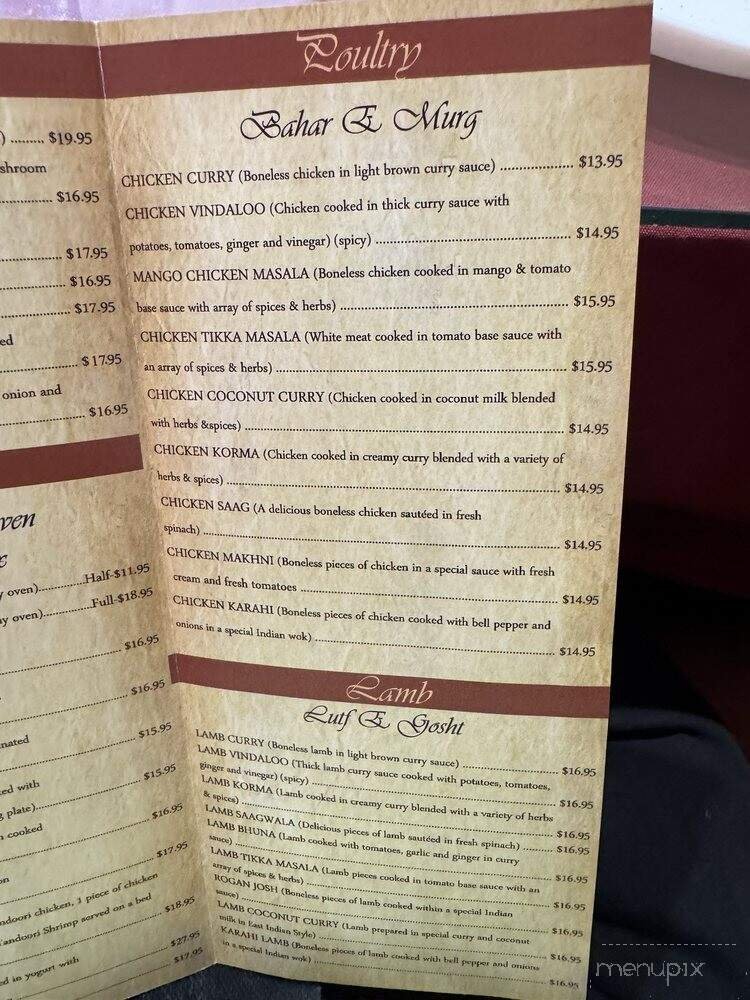 ) ......... $19.95
shroom
................ $16.95
................ $17.95
................ $16.95
................ $17.95
ed
................ $17.95
onion and
................ $16.95
ven
y oven)............Half-$11.95
y oven)............Full-$18.95
................ $16.95
................ $16.95
nated
................ $15.95
ed with
plate)................ $15.95
cooked
................ $16.95
on
................ $17.95
ndoori chicken, 1 piece of chicken
andoori Shrimp served on a bed
................ $18.95
................ $27.95
ed in yogurt with
................ $17.95
Poultry
Bahar E Murg
CHICKEN CURRY (Boneless chicken in light brown curry sauce) .................... $13.95
CHICKEN VINDALOO (Chicken cooked in thick curry sauce with
potatoes, tomatoes, ginger and vinegar) (spicy) .................... $14.95
MANGO CHICKEN MASALA (Boneless chicken cooked in mango & tomato
base sauce with array of spices & herbs) .................... $15.95
CHICKEN TIKKA MASALA (White meat cooked in tomato base sauce with
an array of spices & herbs) .................... $15.95
CHICKEN COCONUT CURRY (Chicken cooked in coconut milk blended
with herbs &spices) .................... $14.95
CHICKEN KORMA (Chicken cooked in creamy curry blended with a variety of
herbs & spices) .................... $14.95
CHICKEN SAAG (A delicious boneless chicken sautéed in fresh
spinach) .................... $14.95
CHICKEN MAKHNI (Boneless pieces of chicken in a special sauce with fresh
cream and fresh tomatoes .................... $14.95
CHICKEN KARAHI (Boneless pieces of chicken cooked with bell pepper and
onions in a special Indian wok) .................... $14.95
Lamb
Lutf E Gosht
LAMB CURRY (Boneless lamb in light brown curry sauce) .................... $16.95
LAMB VINDALOO (Thick lamb curry sauce cooked with potatoes, tomatoes,
ginger and vinegar) (spicy) .................... $16.95
LAMB KORMA (Lamb cooked in creamy curry blended with a variety of herbs
& spices) .................... $16.95
LAMB SAAGWALA (Delicious pieces of lamb sautéed in fresh spinach) .................... $16.95
LAMB BHUNA (Lamb cooked with tomatoes, garlic and ginger in curry
sauce) .................... $16.95
LAMB TIKKA MASALA (Lamb pieces cooked in tomato base sauce with an
array of spices & herbs) .................... $16.95
ROGAN JOSH (Boneless pieces of lamb cooked within a special Indian
sauce) .................... $16.95
LAMB COCONUT CURRY (Lamb prepared in special curry and coconut
milk in East Indian Style) .................... $16.95
KARAHI LAMB (Boneless pieces of lamb cooked with bell pepper and onions
in a special Indian wok) .................... $16.95
menupix